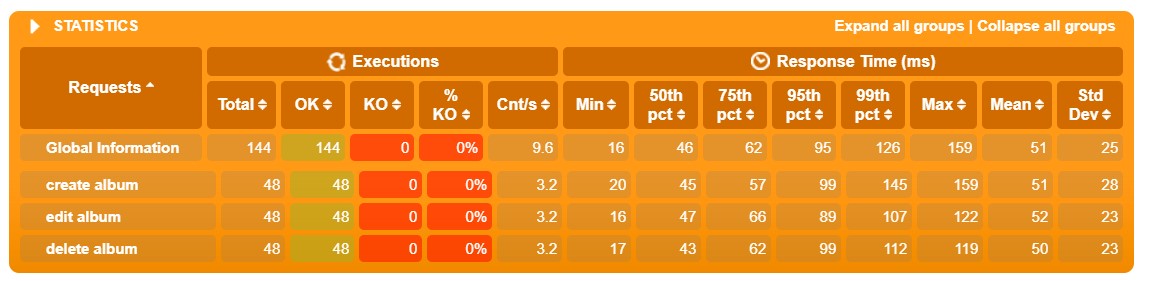 STATISTICS Expand all groups | Collapse all groups
Requests Executions Response Time (ms)
Total OK KO % KO Cnt/s Min 50th pct 75th pct 95th pct 99th pct Max Mean Std Dev
Global Information 144 144 0 0% 9.6 16 46 62 95 126 159 51 25
create album 48 48 0 0% 3.2 20 45 57 99 145 159 51 28
edit album 48 48 0 0% 3.2 16 47 66 89 107 122 52 23
delete album 48 48 0 0% 3.2 17 43 62 99 112 119 50 23